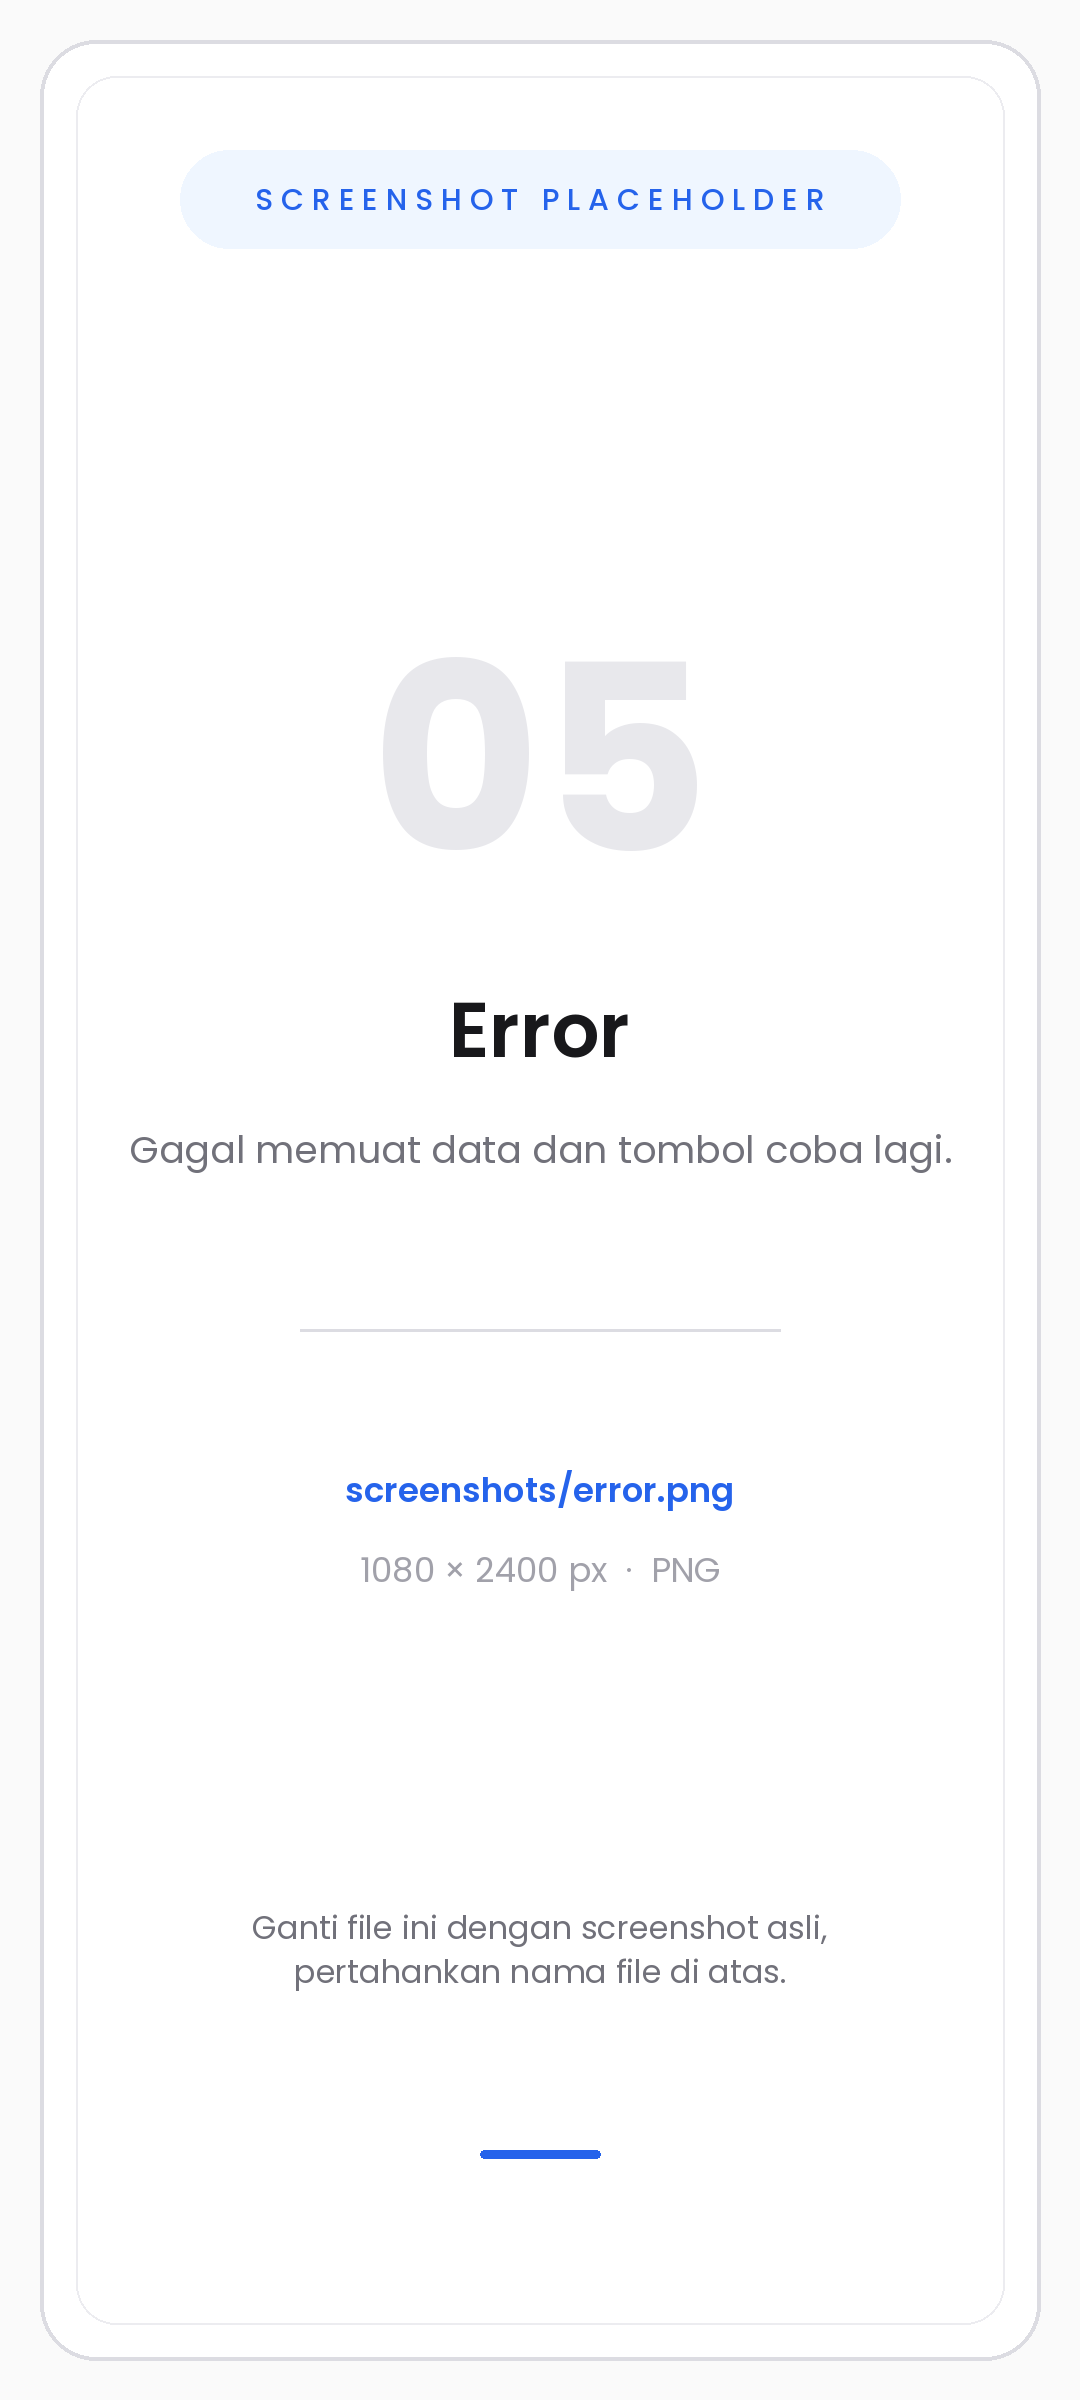 SCREENSHOT PLACEHOLDER
05
Error
Gagal memuat data dan tombol coba lagi.
screenshots/error.png
1080 × 2400 px · PNG
Ganti file ini dengan screenshot asli,
pertahankan nama file di atas.